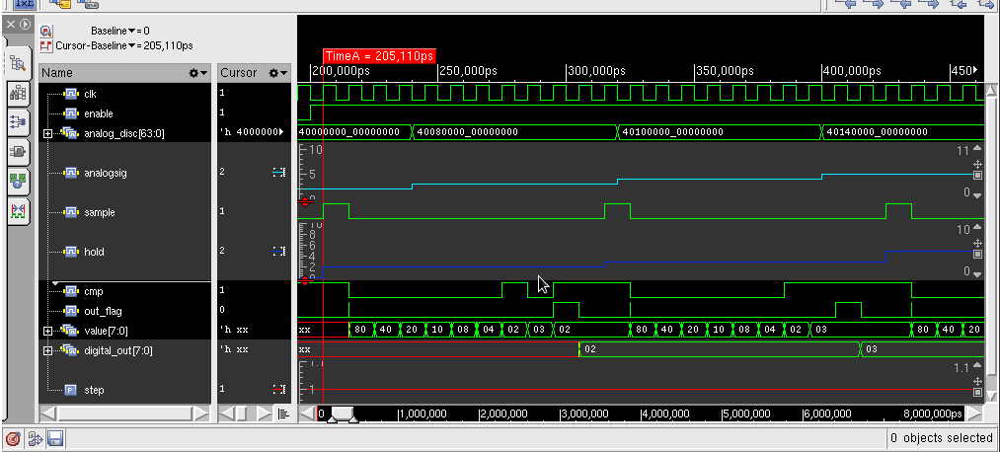 Baseline▼= 0
Cursor-Baseline▼= 205,110ps
TimeA = 205,110ps
200,000ps 250,000ps 300,000ps 350,000ps 400,000ps 450
Name Cursor
clk 1
enable 1
analog_disc[63:0] 'h 4000000 40000000_00000000 40080000_00000000 40100000_00000000 40140000_00000000
analogsig 2 10 5 0 11 0
sample 1
hold 2 10 8 6 4 2 0 10 0
cmp 1
out_flag 0
value[7:0] 'h xx xx 80 40 20 10 08 04 02 03 02 80 40 20 10 08 04 02 03 80 40 20
digital_out[7:0] 'h xx xx 02 03
step 1 1 1.1
0 1,000,000 2,000,000 3,000,000 4,000,000 5,000,000 6,000,000 8,000,000ps
0 objects selected